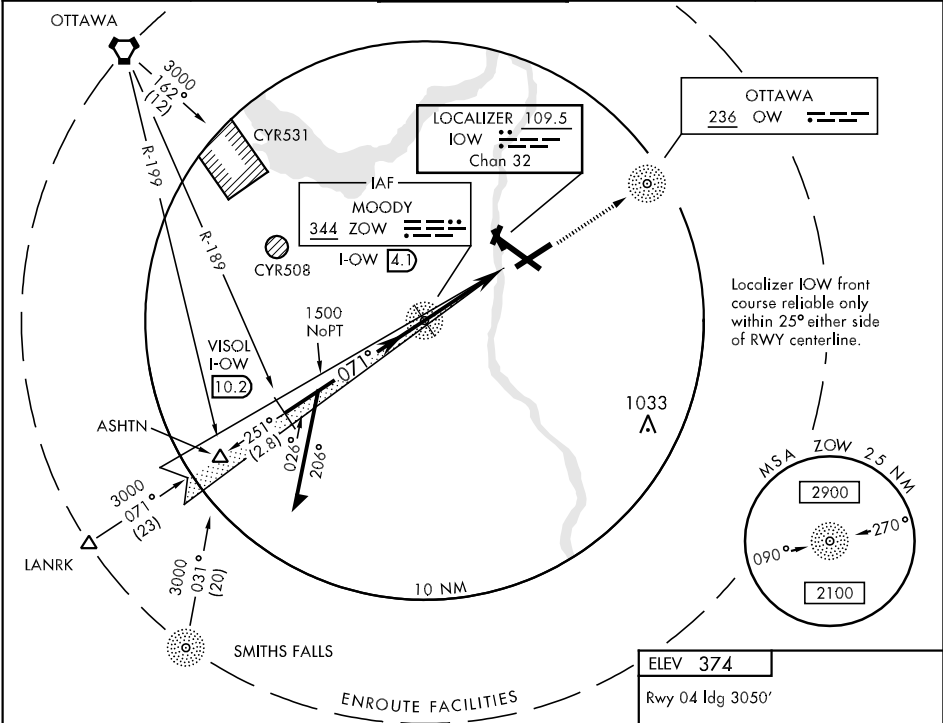 OTTAWA
3000
162°
(12)
CYR531
LOCALIZER 109.5
IOW
Chan 32
OTTAWA
236 OW
R-199
R-189
IAF
MOODY
344 ZOW
I-OW 4.1
CYR508
1500
NoPT
Localizer IOW front
course reliable only
within 25° either side
of RWY centerline.
VISOL
I-OW
10.2
071°
1033
ASHTN
251°
(2.8)
026°
206°
3000
071°
(23)
LANRK
3000
031°
(20)
MSA ZOW 25 NM
2900
270°
090°
2100
10 NM
SMITHS FALLS
ENROUTE FACILITIES
ELEV 374
Rwy 04 ldg 3050'